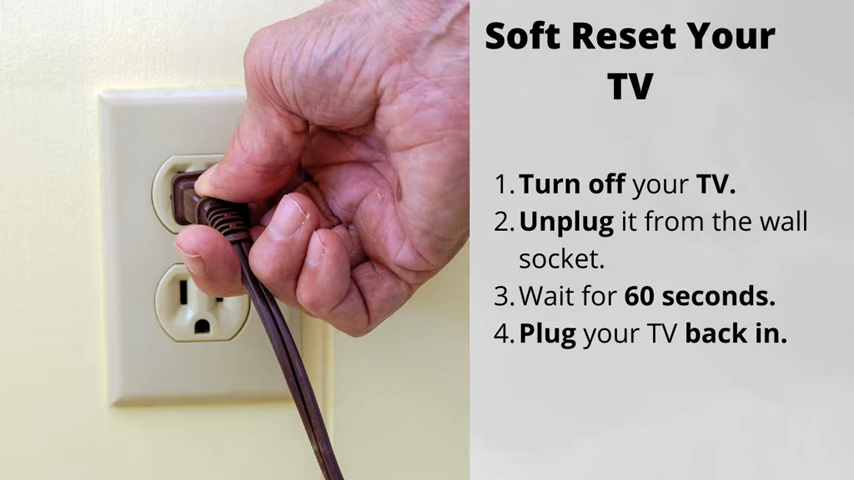 Soft Reset Your
TV
1. Turn off your TV.
2. Unplug it from the wall
socket.
3. Wait for 60 seconds.
4. Plug your TV back in.